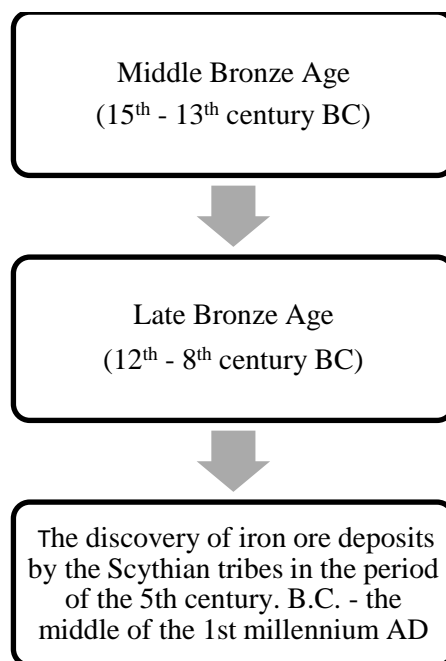 Middle Bronze Age
(15th - 13th century BC)
Late Bronze Age
(12th - 8th century BC)
The discovery of iron ore deposits
by the Scythian tribes in the period
of the 5th century. B.C. - the
middle of the 1st millennium AD